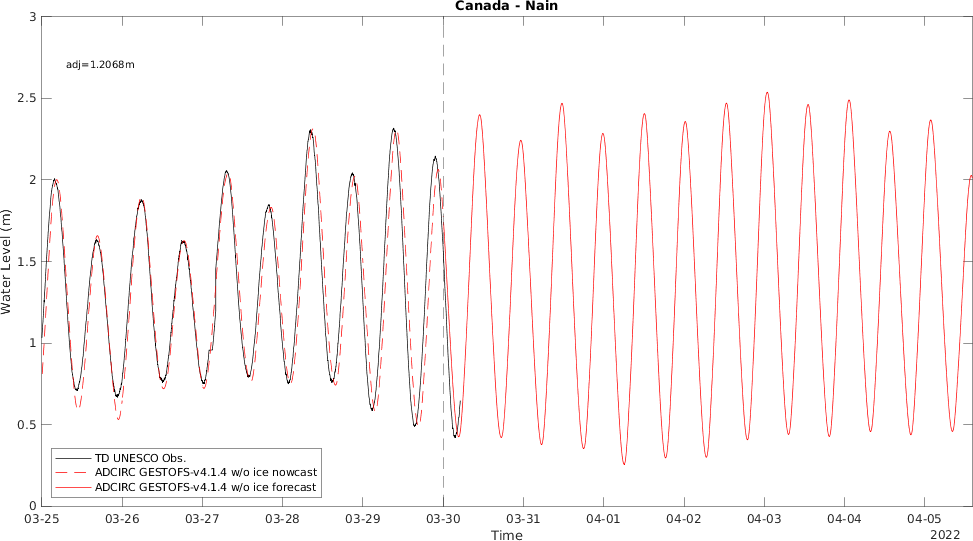 Canada - Nain
adj=1.2068m
Water Level (m)
3
2.5
2
1.5
1
0.5
0
TD UNESCO Obs.
ADCIRC GESTOFS-v4.1.4 w/o ice nowcast
ADCIRC GESTOFS-v4.1.4 w/o ice forecast
03-25 03-26 03-27 03-28 03-29 03-30 03-31 04-01 04-02 04-03 04-04 04-05
Time
2022